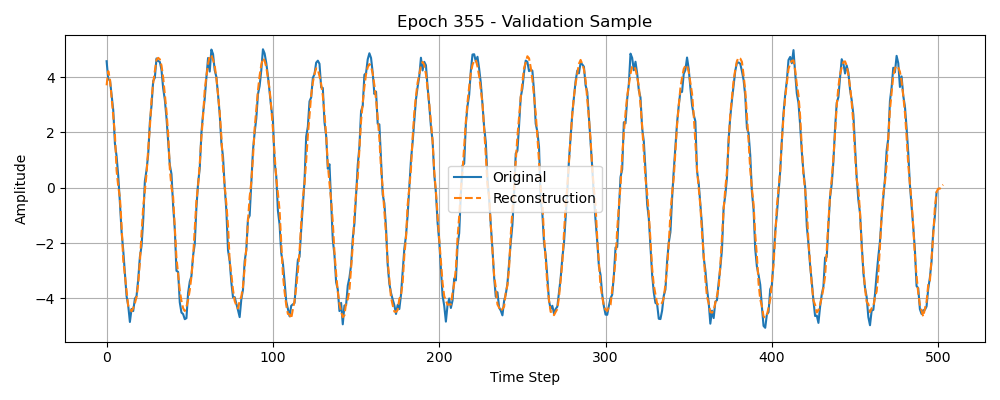 Epoch 355 - Validation Sample
Amplitude
4
2
0
−2
−4
Original
Reconstruction
0 100 200 300 400 500
Time Step